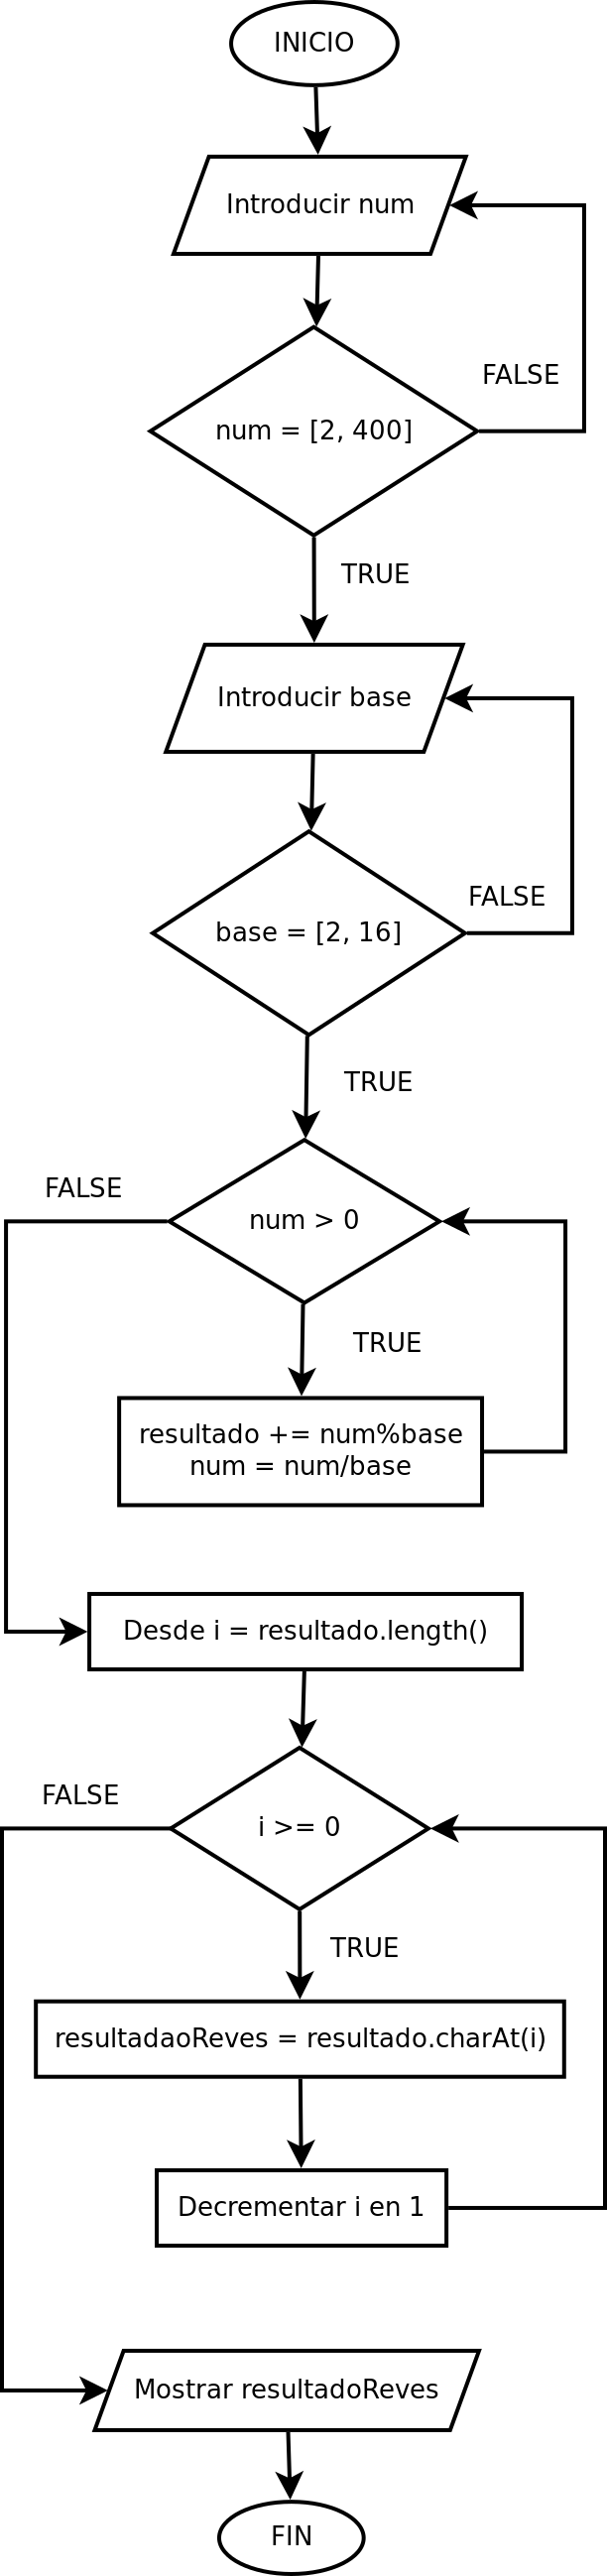 INICIO
Introducir num
FALSE
num = [2, 400]
TRUE
Introducir base
FALSE
base = [2, 16]
TRUE
FALSE
num > 0
TRUE
resultado += num%base
num = num/base
Desde i = resultado.length()
FALSE
i >= 0
TRUE
resultadaoReves = resultado.charAt(i)
Decrementar i en 1
Mostrar resultadoReves
FIN